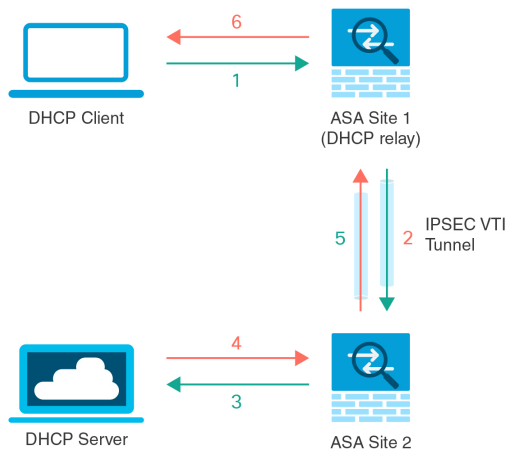 6
1
DHCP Client
ASA Site 1
(DHCP relay)
5
2
IPSEC VTI
Tunnel
4
3
DHCP Server
ASA Site 2